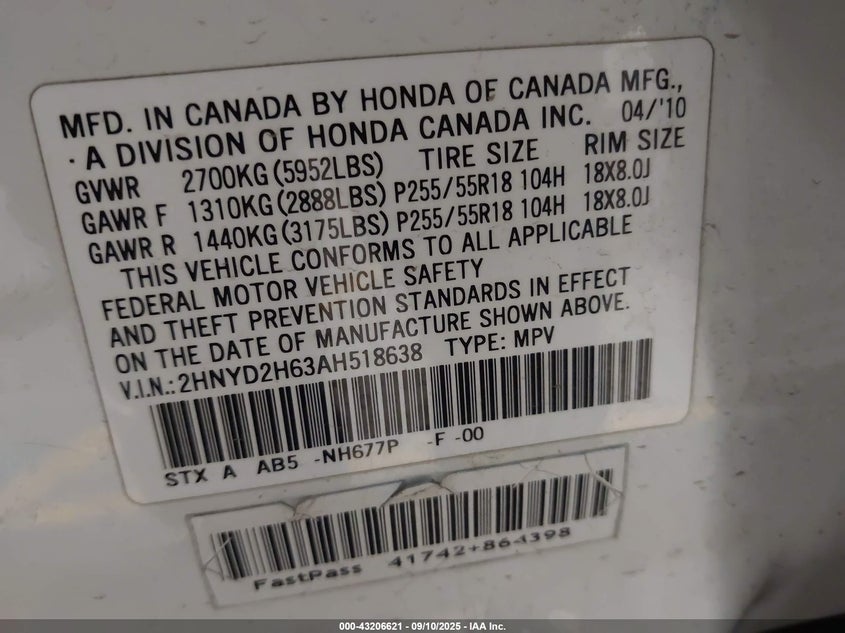 MFD. IN CANADA BY HONDA OF CANADA MFG.,
· A DIVISION OF HONDA CANADA INC. 04/'10
GVWR 2700KG(5952LBS) TIRE SIZE RIM SIZE
GAWR F 1310KG(2888LBS) P255/55R18 104H 18X8.0J
GAWR R 1440KG(3175LBS) P255/55R18 104H 18X8.0J
THIS VEHICLE CONFORMS TO ALL APPLICABLE
FEDERAL MOTOR VEHICLE SAFETY
AND THEFT PREVENTION STANDARDS IN EFFECT
ON THE DATE OF MANUFACTURE SHOWN ABOVE.
V.I.N.: 2HNYD2H63AH518638 TYPE: MPV
STX A AB5 -NH677P -F -00
FastPass 41742+864398
000-43206621 - 09/10/2025 - IAA Inc.